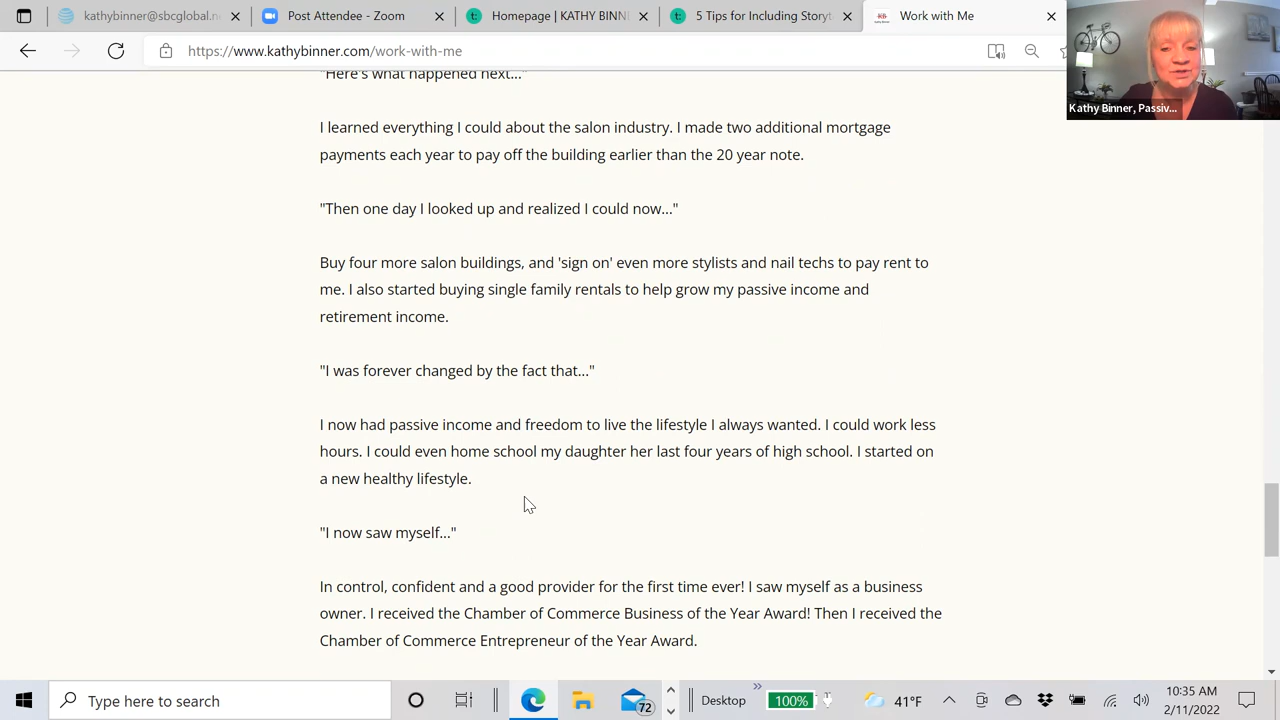 kathybinner@sbcglobal.n
Post Attendee - Zoom
Homepage | KATHY BINN
5 Tips for Including Storyt
Work with Me
https://www.kathybinner.com/work-with-me
Kathy Binner, Passiv...
"Here's what happened next..."
I learned everything I could about the salon industry. I made two additional mortgage
payments each year to pay off the building earlier than the 20 year note.
"Then one day I looked up and realized I could now..."
Buy four more salon buildings, and 'sign on' even more stylists and nail techs to pay rent to
me. I also started buying single family rentals to help grow my passive income and
retirement income.
"I was forever changed by the fact that..."
I now had passive income and freedom to live the lifestyle I always wanted. I could work less
hours. I could even home school my daughter her last four years of high school. I started on
a new healthy lifestyle.
"I now saw myself..."
In control, confident and a good provider for the first time ever! I saw myself as a business
owner. I received the Chamber of Commerce Business of the Year Award! Then I received the
Chamber of Commerce Entrepreneur of the Year Award.
Type here to search
72
Desktop
100%
41°F
10:35 AM
2/11/2022